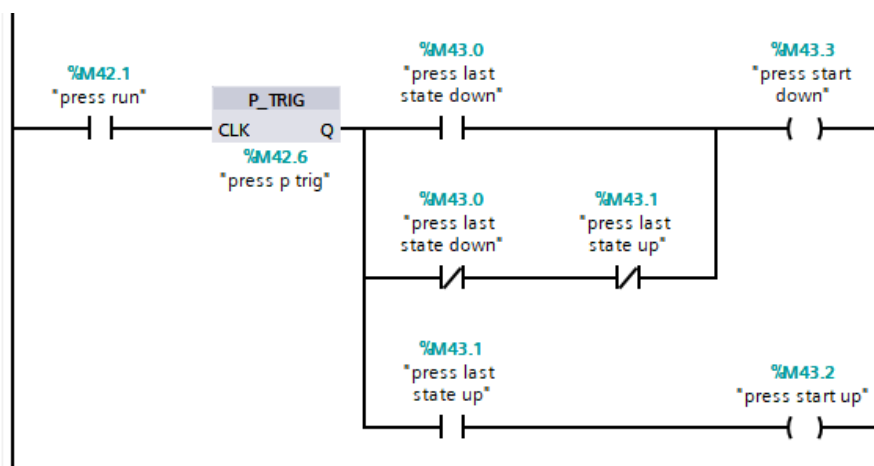 %M43.0
"press last
state down"
%M43.3
"press start
down"
%M42.1
"press run"
P_TRIG
CLK
Q
%M42.6
"press p trig"
%M43.0
"press last
state down"
%M43.1
"press last
state up"
%M43.1
"press last
state up"
%M43.2
"press start up"